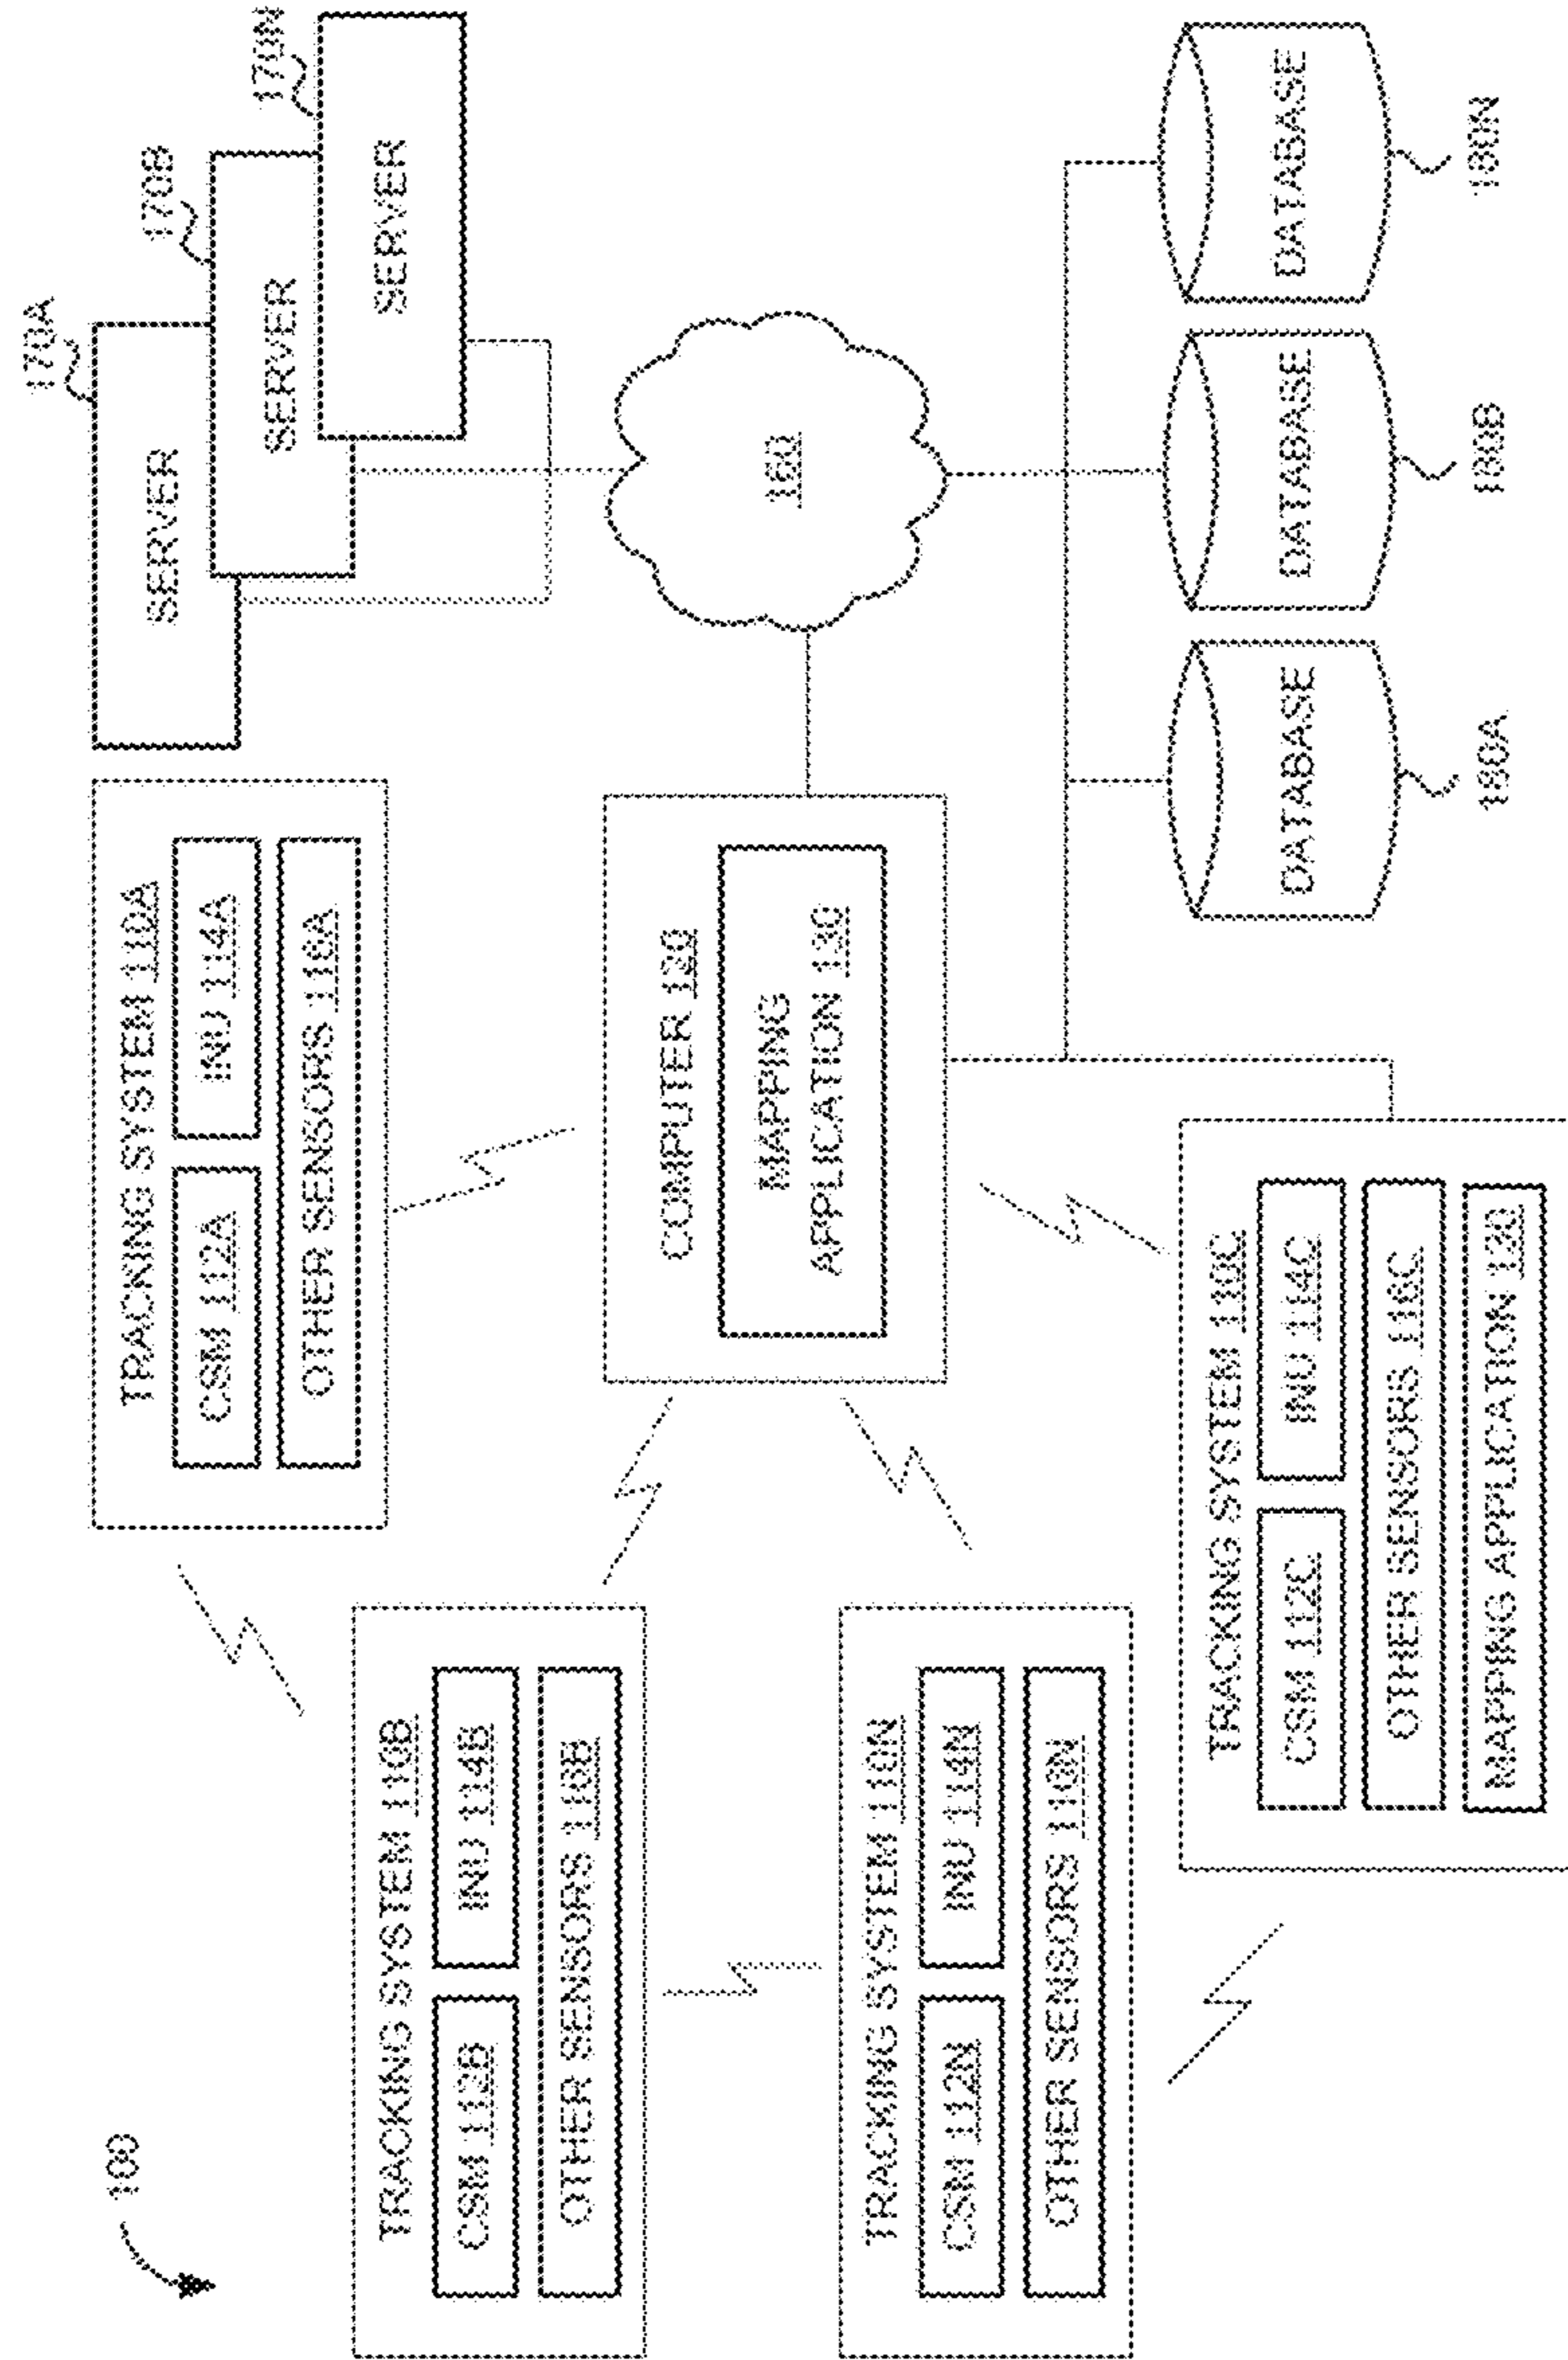 100
TRACKING SYSTEM 110A
CSM 112A
INU 114A
OTHER SENSORS 116A
TRACKING SYSTEM 110B
CSM 112B
INU 114B
OTHER SENSORS 116B
TRACKING SYSTEM 110N
CSM 112N
INU 114N
OTHER SENSORS 116N
TRACKING SYSTEM 110C
CSM 112C
INU 114C
OTHER SENSORS 116C
MAPPING APPLICATION 130
COMPUTER 120
MAPPING
APPLICATION 130
170A
SERVER
170B
SERVER
170N
SERVER
160
DATABASE
180A
DATABASE
180B
DATABASE
180N